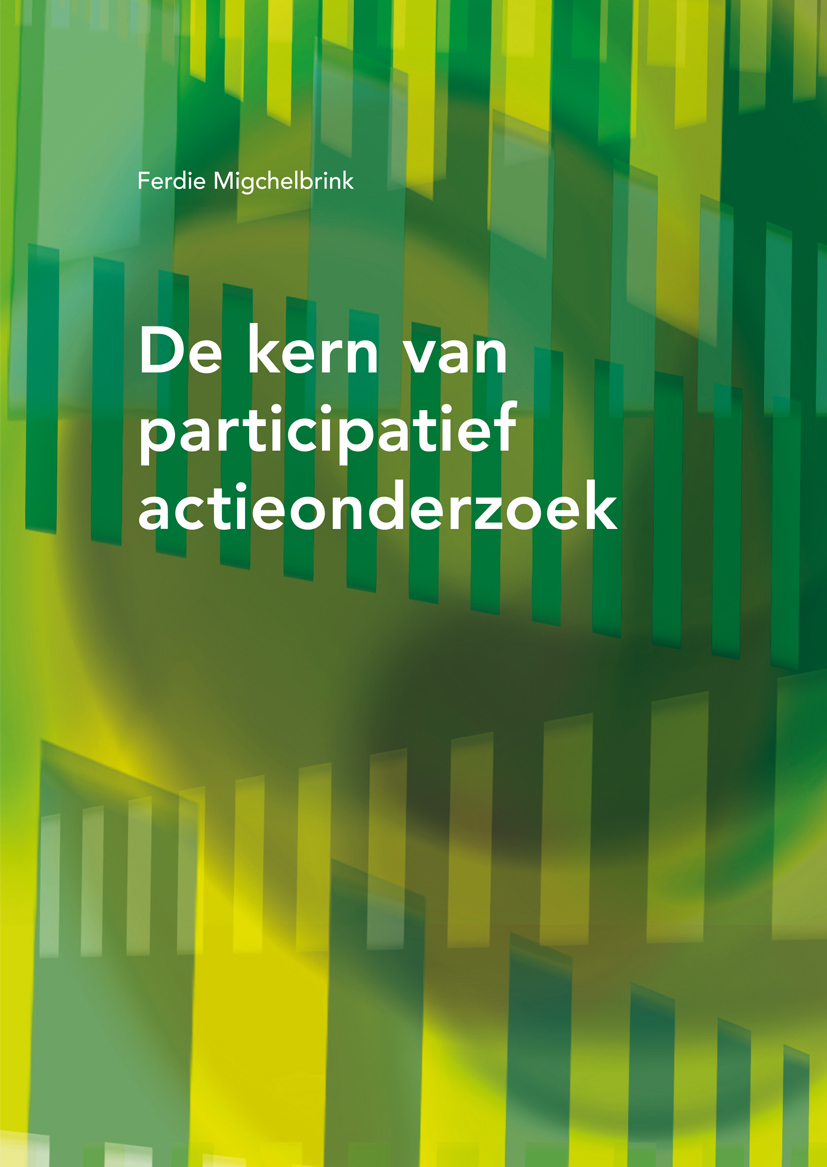 Ferdie Migchelbrink
De kern van
participatief
actieonderzoek